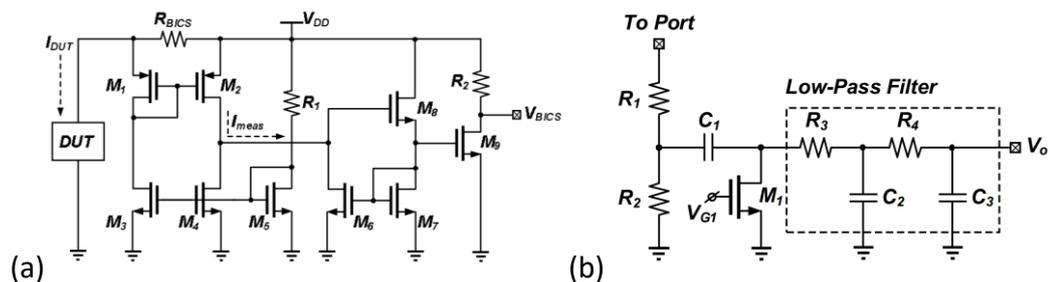 R_BICS
V_DD
I_DUT
M_1
M_2
R_1
R_2
I_meas
M_8
V_BICS
DUT
M_9
M_3
M_4
M_5
M_6
M_7
(a)
To Port
Low-Pass Filter
R_1
C_1
R_3
R_4
V_o
R_2
V_G1
M_1
C_2
C_3
(b)